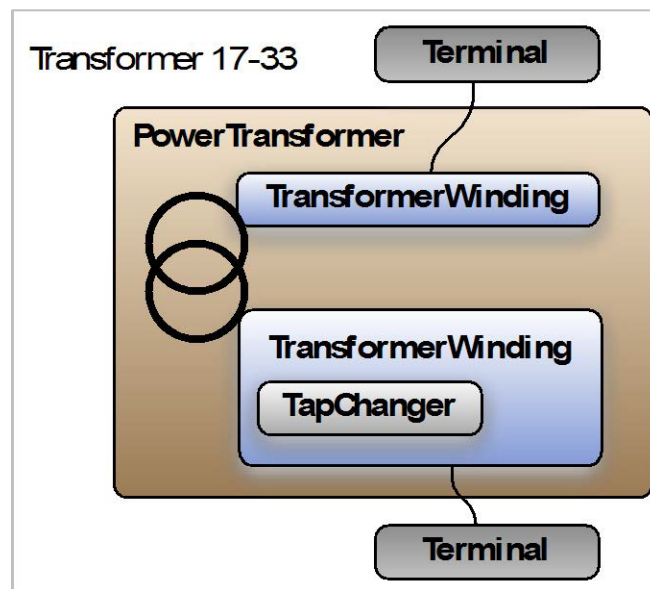 Transformer 17-33
Terminal
PowerTransformer
TransformerWinding
TransformerWinding
TapChanger
Terminal